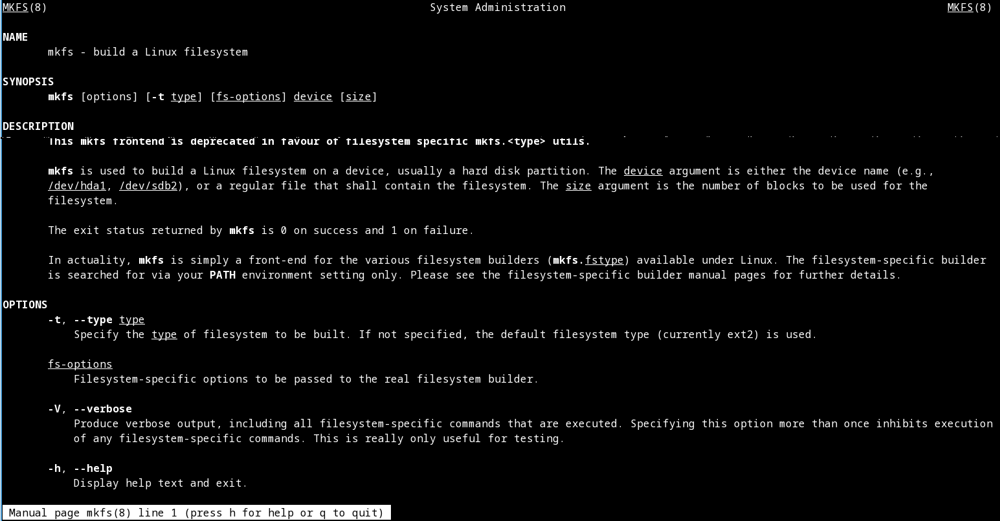 MKFS(8) System Administration MKFS(8)
NAME
mkfs - build a Linux filesystem
SYNOPSIS
mkfs [options] [-t type] [fs-options] device [size]
DESCRIPTION
This mkfs frontend is deprecated in favour of filesystem specific mkfs.<type> utils.
mkfs is used to build a Linux filesystem on a device, usually a hard disk partition. The device argument is either the device name (e.g.,
/dev/hda1, /dev/sdb2), or a regular file that shall contain the filesystem. The size argument is the number of blocks to be used for the
filesystem.
The exit status returned by mkfs is 0 on success and 1 on failure.
In actuality, mkfs is simply a front-end for the various filesystem builders (mkfs.fstype) available under Linux. The filesystem-specific builder
is searched for via your PATH environment setting only. Please see the filesystem-specific builder manual pages for further details.
OPTIONS
-t, --type type
Specify the type of filesystem to be built. If not specified, the default filesystem type (currently ext2) is used.
fs-options
Filesystem-specific options to be passed to the real filesystem builder.
-V, --verbose
Produce verbose output, including all filesystem-specific commands that are executed. Specifying this option more than once inhibits execution
of any filesystem-specific commands. This is really only useful for testing.
-h, --help
Display help text and exit.
Manual page mkfs(8) line 1 (press h for help or q to quit)